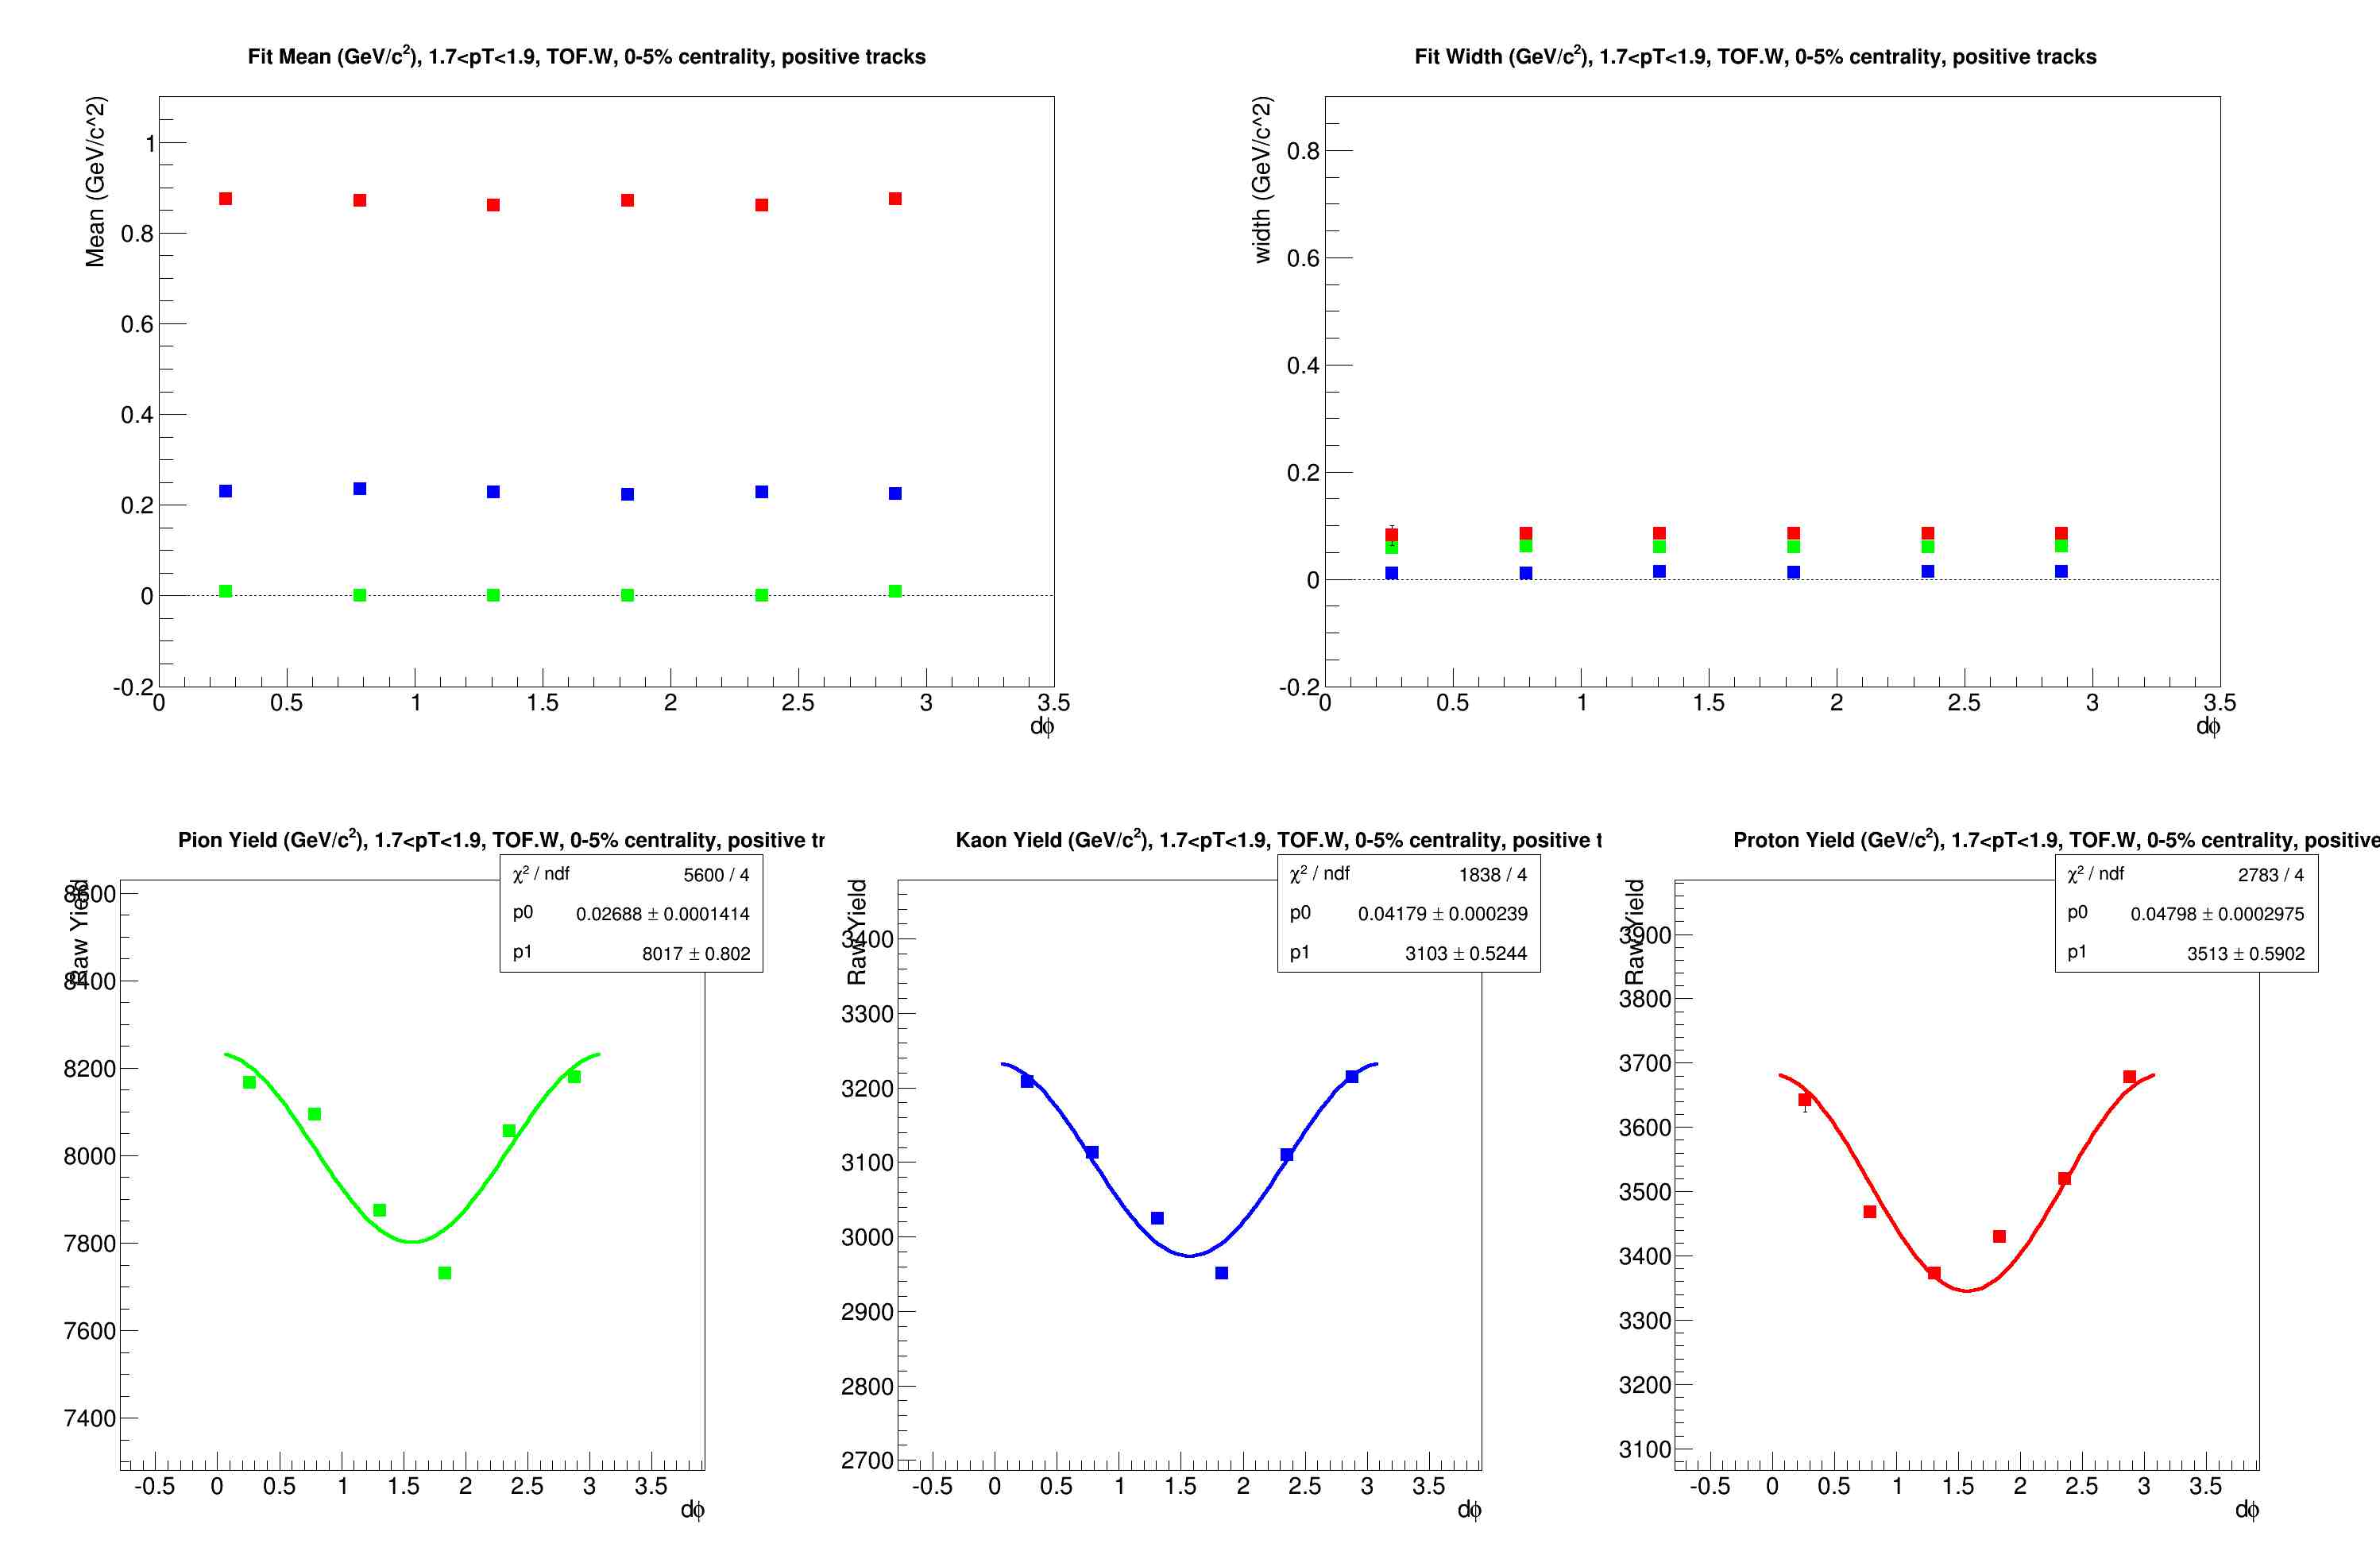 Fit Mean (GeV/c²), 1.7<pT<1.9, TOF.W, 0-5% centrality, positive tracks
Mean (GeV/c^2)
1
0.8
0.6
0.4
0.2
0
-0.2
0 0.5 1 1.5 2 2.5 3 3.5
dφ
Fit Width (GeV/c²), 1.7<pT<1.9, TOF.W, 0-5% centrality, positive tracks
width (GeV/c^2)
0.8
0.6
0.4
0.2
0
-0.2
0 0.5 1 1.5 2 2.5 3 3.5
dφ
Pion Yield (GeV/c²), 1.7<pT<1.9, TOF.W, 0-5% centrality, positive tr
χ² / ndf 5600 / 4
p0 0.02688 ± 0.0001414
p1 8017 ± 0.802
Raw Yield
8600
8400
8200
8000
7800
7600
7400
-0.5 0 0.5 1 1.5 2 2.5 3 3.5
dφ
Kaon Yield (GeV/c²), 1.7<pT<1.9, TOF.W, 0-5% centrality, positive t
χ² / ndf 1838 / 4
p0 0.04179 ± 0.000239
p1 3103 ± 0.5244
Raw Yield
3400
3300
3200
3100
3000
2900
2800
2700
-0.5 0 0.5 1 1.5 2 2.5 3 3.5
dφ
Proton Yield (GeV/c²), 1.7<pT<1.9, TOF.W, 0-5% centrality, positive
χ² / ndf 2783 / 4
p0 0.04798 ± 0.0002975
p1 3513 ± 0.5902
Raw Yield
3900
3800
3700
3600
3500
3400
3300
3200
3100
-0.5 0 0.5 1 1.5 2 2.5 3 3.5
dφ